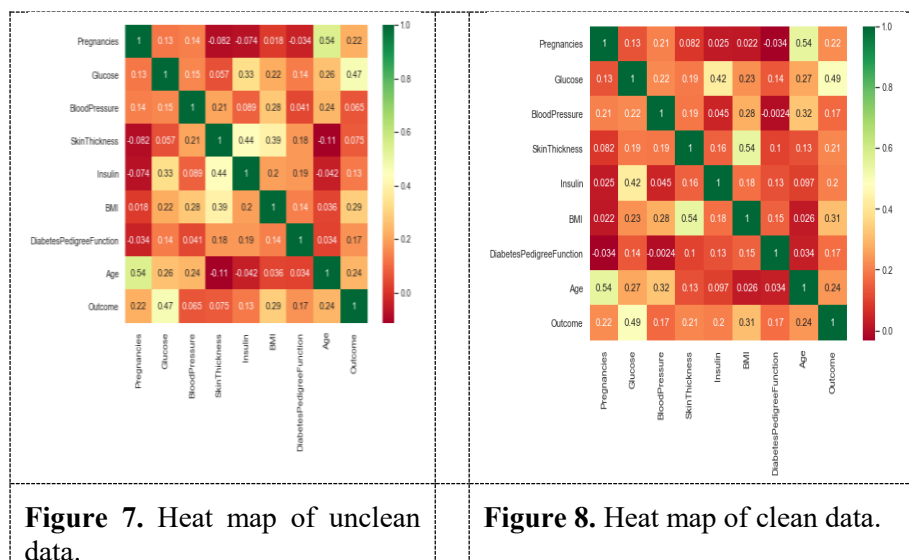 1.0
Pregnancies 1 0.13 0.14 -0.082 -0.074 0.018 -0.034 0.54 0.22
Glucose 0.13 1 0.15 0.057 0.33 0.22 0.14 0.26 0.47
0.8
BloodPressure 0.14 0.15 1 0.21 0.089 0.28 0.041 0.24 0.065
SkinThickness -0.082 0.057 0.21 1 0.44 0.39 0.18 -0.11 0.075
0.6
Insulin -0.074 0.33 0.089 0.44 1 0.2 0.19 -0.042 0.13
0.4
BMI 0.018 0.22 0.28 0.39 0.2 1 0.14 0.036 0.29
DiabetesPedigreeFunction -0.034 0.14 0.041 0.18 0.19 0.14 1 0.034 0.17
0.2
Age 0.54 0.26 0.24 -0.11 -0.042 0.036 0.034 1 0.24
0.0
Outcome 0.22 0.47 0.065 0.075 0.13 0.29 0.17 0.24 1
Pregnancies
Glucose
BloodPressure
SkinThickness
Insulin
BMI
DiabetesPedigreeFunction
Age
Outcome
Figure 7. Heat map of unclean
data.
1.0
Pregnancies 1 0.13 0.21 0.082 0.025 0.022 -0.034 0.54 0.22
Glucose 0.13 1 0.22 0.19 0.42 0.23 0.14 0.27 0.49
0.8
BloodPressure 0.21 0.22 1 0.19 0.045 0.28 -0.0024 0.32 0.17
SkinThickness 0.082 0.19 0.19 1 0.16 0.54 0.1 0.13 0.21
0.6
Insulin 0.025 0.42 0.045 0.16 1 0.18 0.13 0.097 0.2
0.4
BMI 0.022 0.23 0.28 0.54 0.18 1 0.15 0.026 0.31
DiabetesPedigreeFunction -0.034 0.14 -0.0024 0.1 0.13 0.15 1 0.034 0.17
0.2
Age 0.54 0.27 0.32 0.13 0.097 0.026 0.034 1 0.24
0.0
Outcome 0.22 0.49 0.17 0.21 0.2 0.31 0.17 0.24 1
Pregnancies
Glucose
BloodPressure
SkinThickness
Insulin
BMI
DiabetesPedigreeFunction
Age
Outcome
Figure 8. Heat map of clean data.